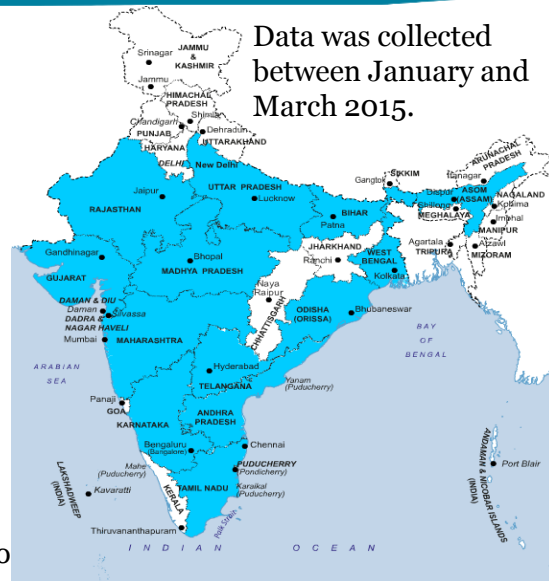 Data was collected
between January and
March 2015.
JAMMU
&
KASHMIR
Srinagar
Jammu
HIMACHAL
PRADESH
Shimla
Chandigarh
PUNJAB
Dehradun
UTTARAKHAND
HARYANA
DELHI
New Delhi
ARUNACHAL
PRADESH
SIKKIM
Gangtok
Itanagar
UTTAR PRADESH
Lucknow
Jaipur
RAJASTHAN
Dispur
ASOM
(ASSAM)
NAGALAND
Kohima
Shillong
MEGHALAYA
Imphal
MANIPUR
BIHAR
Patna
Agartala
TRIPURA
Aizawl
MIZORAM
JHARKHAND
Ranchi
WEST
BENGAL
Kolkata
Gandhinagar
GUJARAT
Bhopal
MADHYA PRADESH
Naya
Raipur
CHHATTISGARH
ODISHA
(ORISSA)
Bhubaneswar
DAMAN & DIU
Daman
Silvassa
DADRA &
NAGAR HAVELI
Mumbai
MAHARASHTRA
BAY
OF
BENGAL
ARABIAN
SEA
Hyderabad
TELANGANA
Yanam
(Puducherry)
Panaji
GOA
KARNATAKA
ANDHRA
PRADESH
Bengaluru
(Bangalore)
Chennai
Mahe
(Puducherry)
PUDUCHERRY
(Pondicherry)
Karaikal
(Puducherry)
TAMIL NADU
KERALA
LAKSHADWEEP
(INDIA)
Kavaratti
ANDAMAN & NICOBAR ISLANDS
(INDIA)
Port Blair
Thiruvananthapuram
Palk Strait
INDIAN OCEAN
o